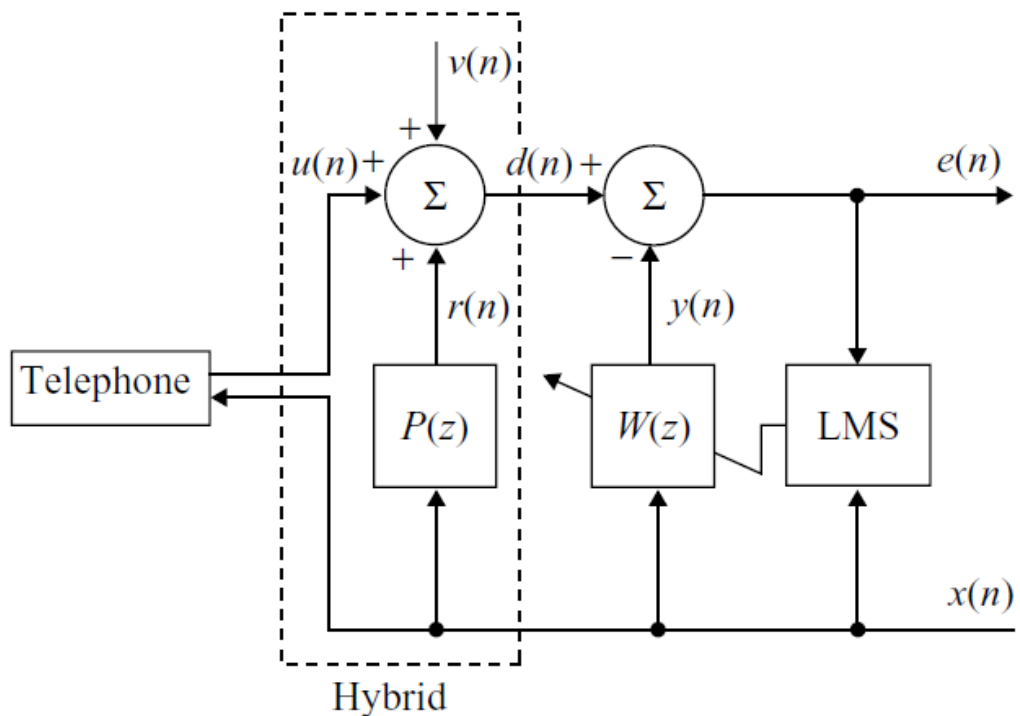 v(n)
+
u(n) +
Σ
d(n) +
Σ
e(n)
+
−
r(n)
y(n)
Telephone
P(z)
W(z)
LMS
x(n)
Hybrid